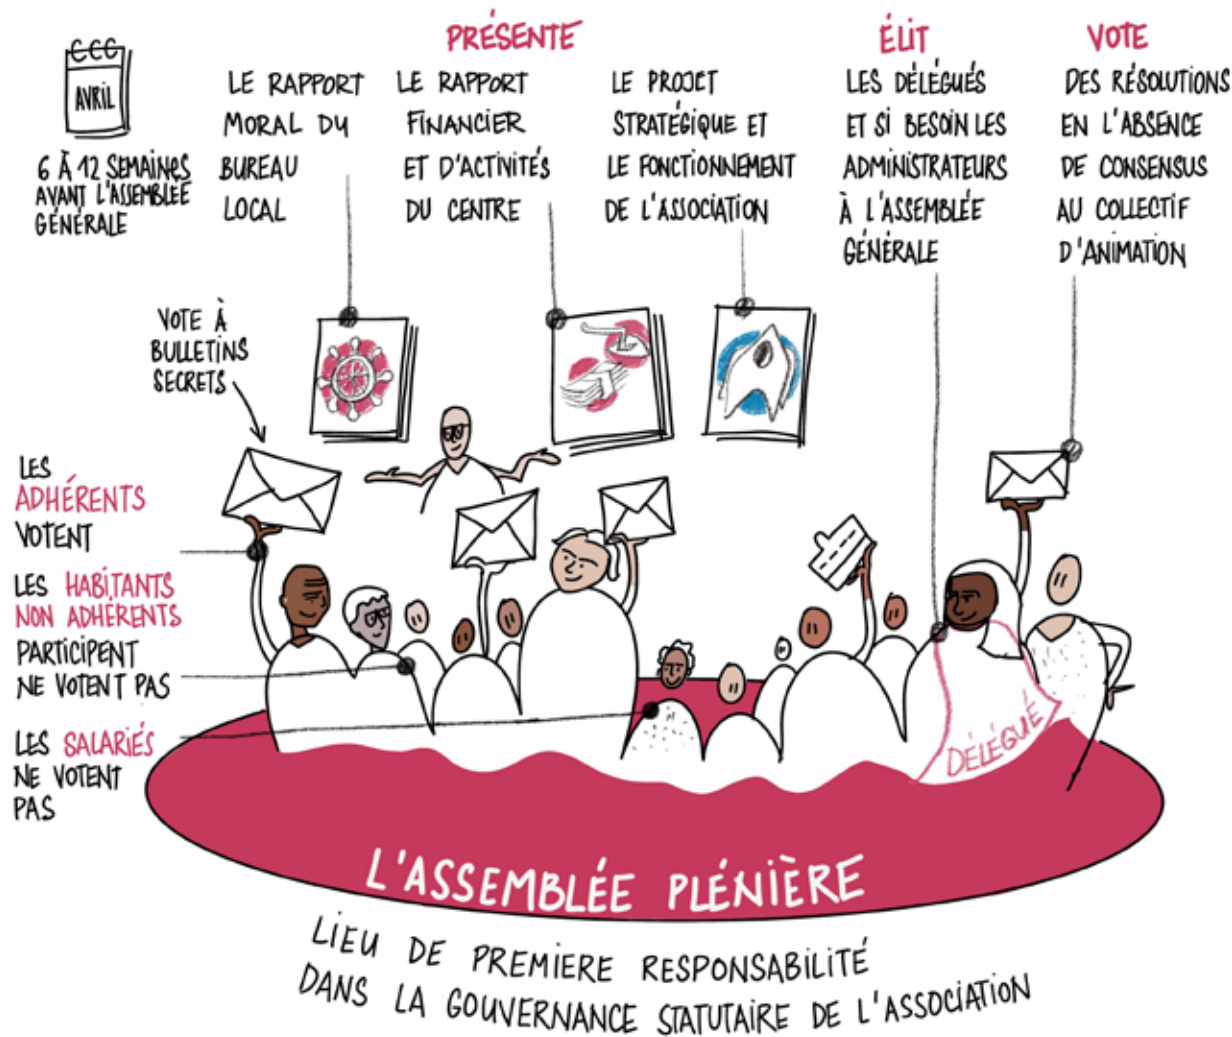 AVRIL
6 À 12 SEMAINES
AVANT L'ASSEMBLÉE
GÉNÉRALE
PRÉSENTE
LE RAPPORT
MORAL DU
BUREAU
LOCAL
LE RAPPORT
FINANCIER
ET D'ACTIVITÉS
DU CENTRE
LE PROJET
STRATÉGIQUE ET
LE FONCTIONNEMENT
DE L'ASSOCIATION
ÉLIT
LES DÉLÉGUÉS
ET SI BESOIN LES
ADMINISTRATEURS
À L'ASSEMBLÉE
GÉNÉRALE
VOTE
DES RÉSOLUTIONS
EN L'ABSENCE
DE CONSENSUS
AU COLLECTIF
D'ANIMATION
VOTE À
BULLETINS
SECRETS
LES
ADHÉRENTS
VOTENT
LES HABITANTS
NON ADHÉRENTS
PARTICIPENT
NE VOTENT PAS
LES SALARIÉS
NE VOTENT
PAS
DÉLÉGUÉ
L'ASSEMBLÉE PLÉNIÈRE
LIEU DE PREMIERE RESPONSABILITÉ
DANS LA GOUVERNANCE STATUTAIRE DE L'ASSOCIATION